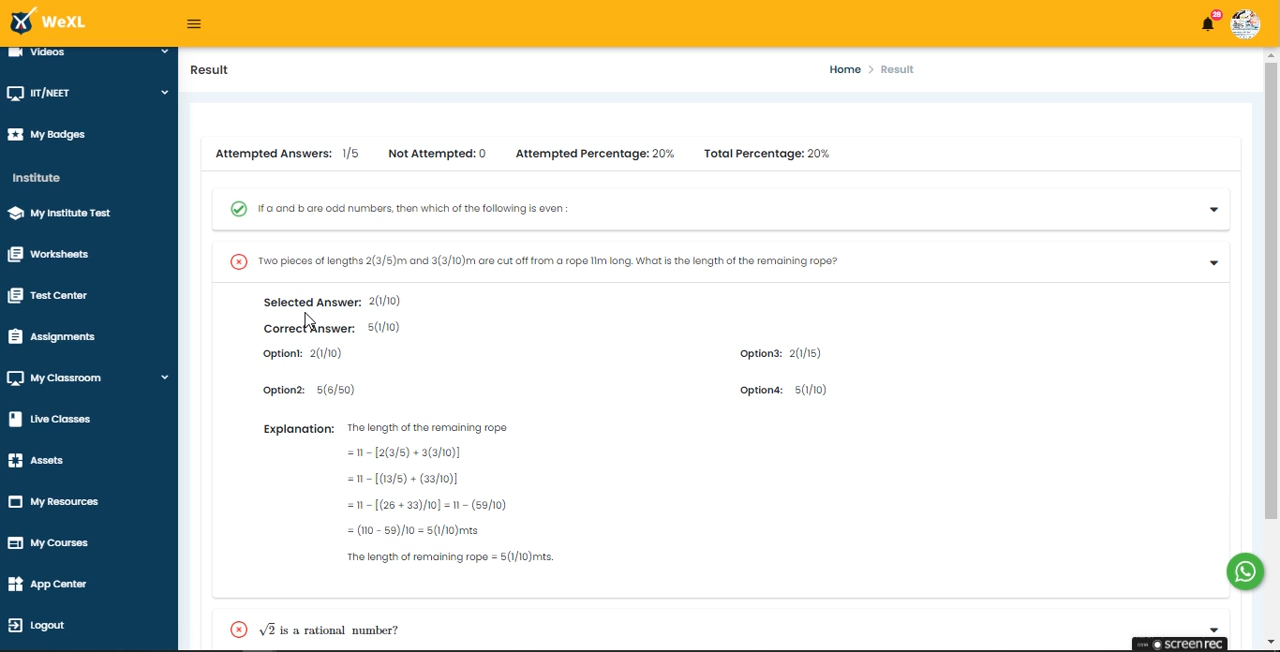 WeXL
28
Videos
Result
Home > Result
IIT/NEET
My Badges
Attempted Answers: 1/5 Not Attempted: 0 Attempted Percentage: 20% Total Percentage: 20%
Institute
My Institute Test
If a and b are odd numbers, then which of the following is even :
Worksheets
Two pieces of lengths 2(3/5)m and 3(3/10)m are cut off from a rope 11m long. What is the length of the remaining rope?
Test Center
Selected Answer: 2(1/10)
Assignments
Correct Answer: 5(1/10)
Option1: 2(1/10) Option3: 2(1/15)
My Classroom
Option2: 5(6/50) Option4: 5(1/10)
Live Classes
Explanation: The length of the remaining rope
= 11 – [2(3/5) + 3(3/10)]
Assets
= 11 – [(13/5) + (33/10)]
My Resources
= 11 – [(26 + 33)/10] = 11 – (59/10)
= (110 - 59)/10 = 5(1/10)mts
My Courses
The length of remaining rope = 5(1/10)mts.
App Center
Logout
√2 is a rational number?
screenrec